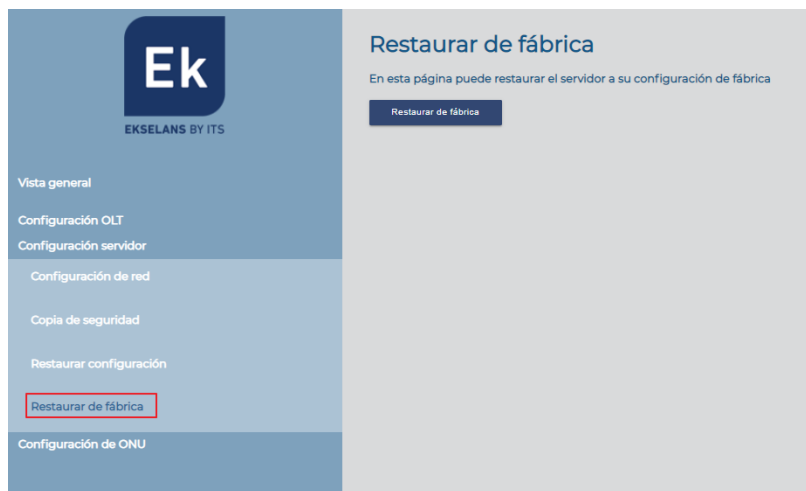 Ek
EKSELANS BY ITS
Vista general
Configuración OLT
Configuración servidor
Configuración de red
Copia de seguridad
Restaurar configuración
Restaurar de fábrica
Configuración de ONU
Restaurar de fábrica
En esta página puede restaurar el servidor a su configuración de fábrica
Restaurar de fábrica